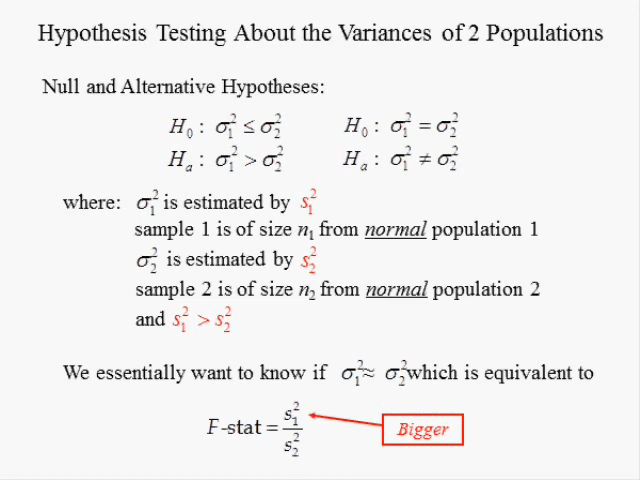 Hypothesis Testing About the Variances of 2 Populations
Null and Alternative Hypotheses:
H₀ : σ₁² ≤ σ₂² H₀ : σ₁² = σ₂²
Hₐ : σ₁² > σ₂² Hₐ : σ₁² ≠ σ₂²
where: σ₁² is estimated by s₁²
sample 1 is of size n₁ from normal population 1
σ₂² is estimated by s₂²
sample 2 is of size n₂ from normal population 2
and s₁² > s₂²
We essentially want to know if σ₁² ≈ σ₂² which is equivalent to
F-stat = s₁² / s₂²
Bigger